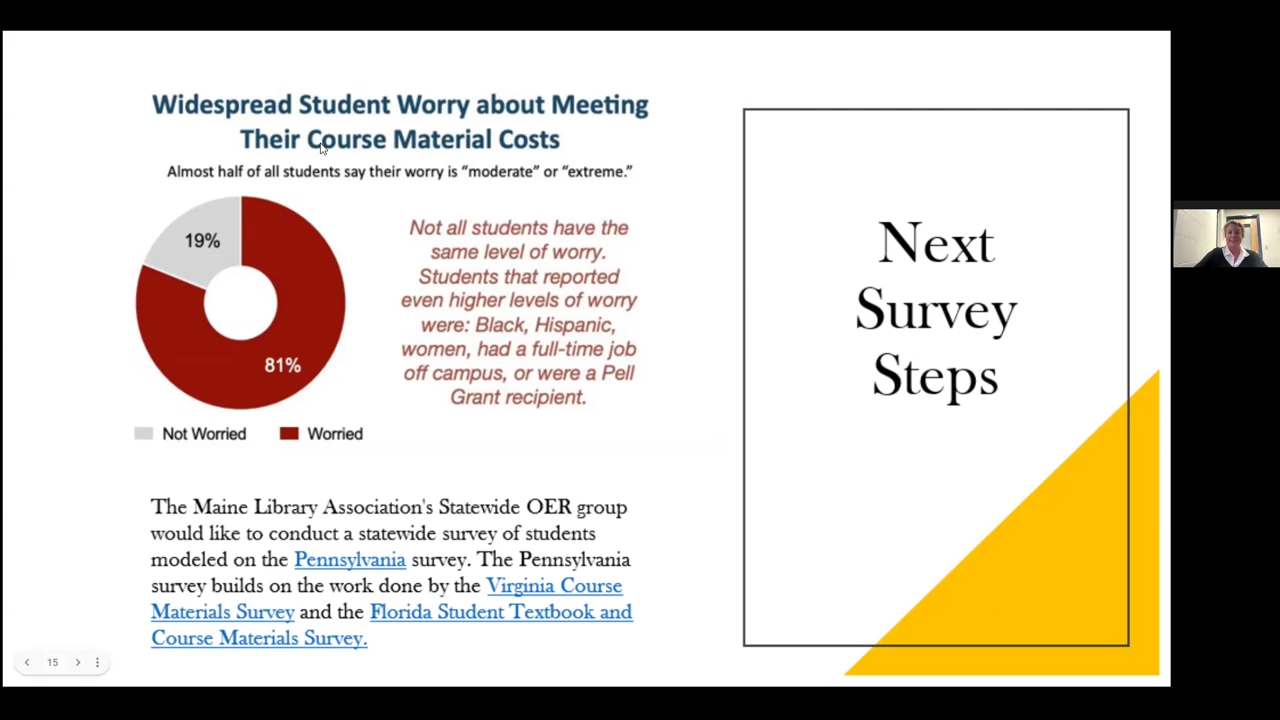 Widespread Student Worry about Meeting
Their Course Material Costs
Almost half of all students say their worry is “moderate” or “extreme.”
19%
81%
Not Worried
Worried
Not all students have the
same level of worry.
Students that reported
even higher levels of worry
were: Black, Hispanic,
women, had a full-time job
off campus, or were a Pell
Grant recipient.
The Maine Library Association's Statewide OER group
would like to conduct a statewide survey of students
modeled on the Pennsylvania survey. The Pennsylvania
survey builds on the work done by the Virginia Course
Materials Survey and the Florida Student Textbook and
Course Materials Survey.
Next
Survey
Steps
15